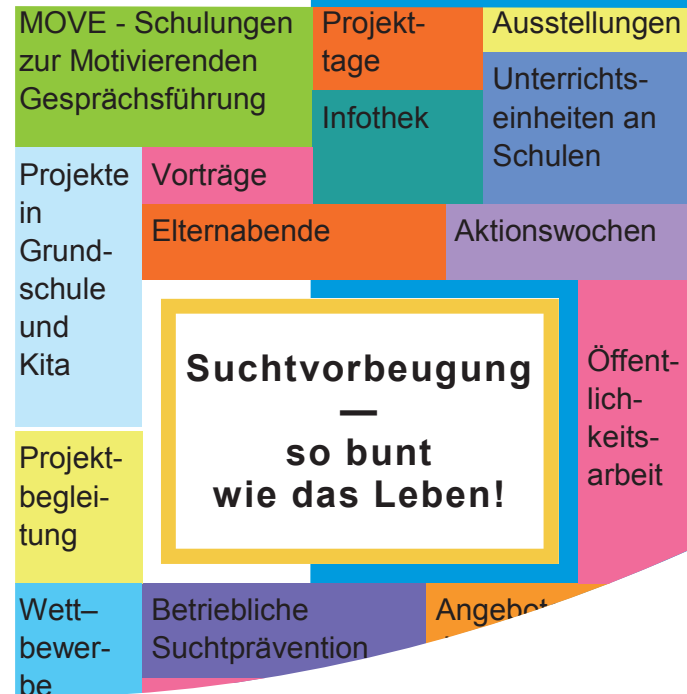 MOVE - Schulungen
zur Motivierenden
Gesprächsführung
Projekt-
tage
Ausstellungen
Infothek
Unterrichts-
einheiten an
Schulen
Projekte
in
Grund-
schule
und
Kita
Vorträge
Elternabende
Aktionswochen
Suchtvorbeugung
—
so bunt
wie das Leben!
Öffent-
lich-
keits-
arbeit
Projekt-
beglei-
tung
Wett–
bewer-
be
Betriebliche
Suchtprävention
Angebot